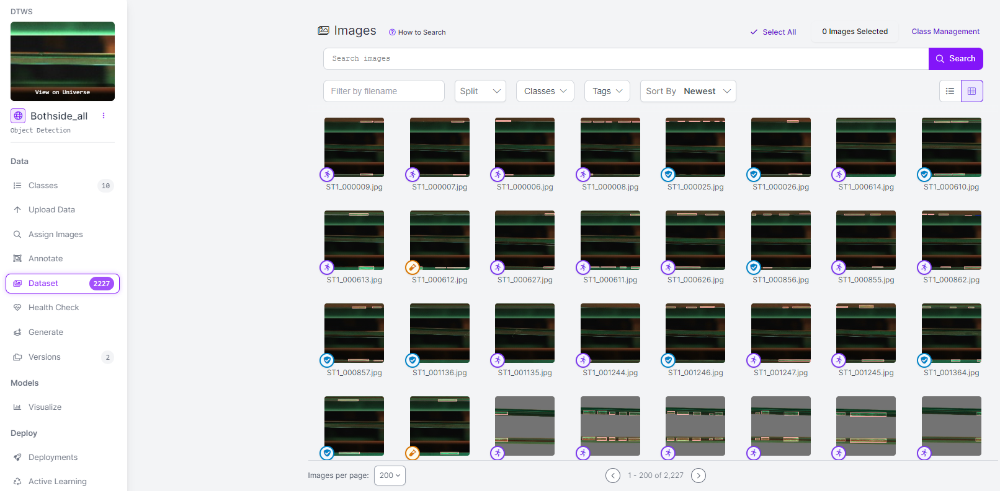 DTWS
View on Universe
Bothside_all
Object Detection
Data
Classes 10
Upload Data
Assign Images
Annotate
Dataset 2227
Health Check
Generate
Versions 2
Models
Visualize
Deploy
Deployments
Active Learning
Images How to Search Select All 0 Images Selected Class Management
Search images Search
Filter by filename Split Classes Tags Sort By Newest
ST1_000009.jpg ST1_000007.jpg ST1_000006.jpg ST1_000008.jpg ST1_000025.jpg ST1_000026.jpg ST1_000614.jpg ST1_000610.jpg
ST1_000613.jpg ST1_000612.jpg ST1_000627.jpg ST1_000611.jpg ST1_000626.jpg ST1_000856.jpg ST1_000855.jpg ST1_000862.jpg
ST1_000857.jpg ST1_001136.jpg ST1_001135.jpg ST1_001244.jpg ST1_001246.jpg ST1_001247.jpg ST1_001245.jpg ST1_001364.jpg
Images per page: 200 1 - 200 of 2,227